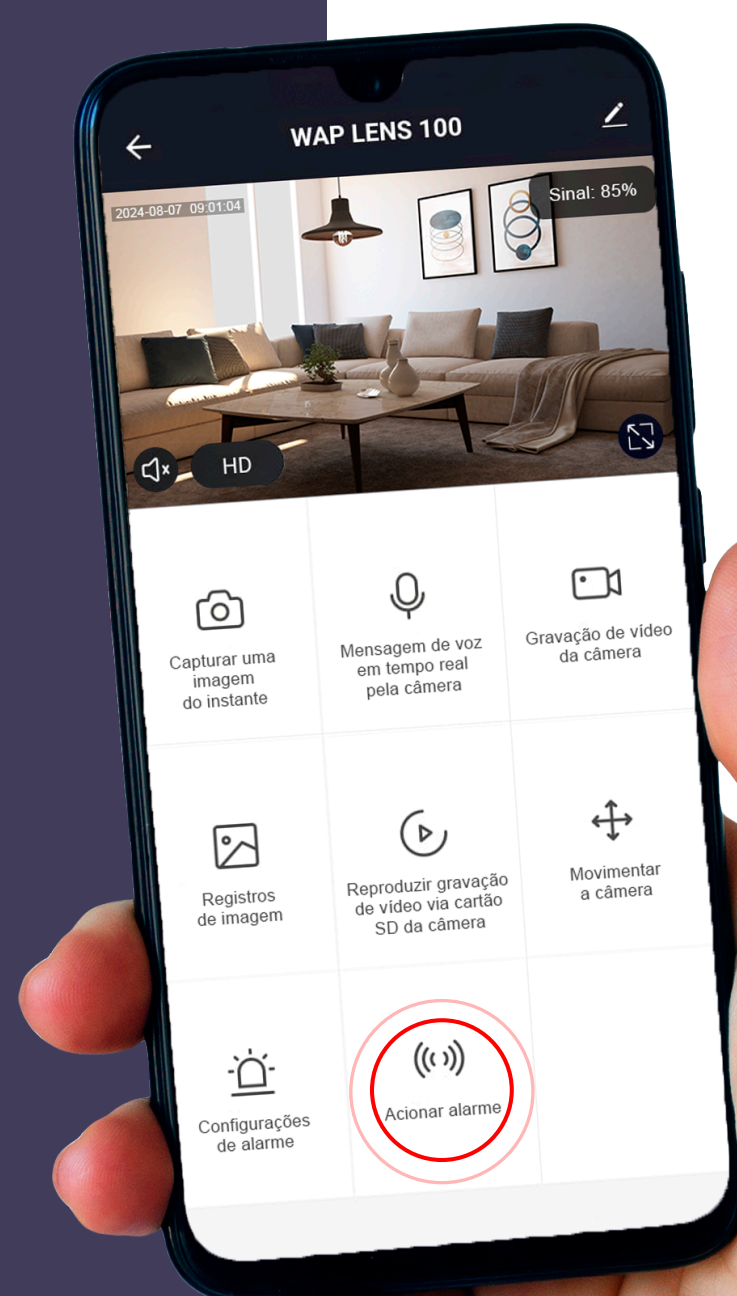 WAP LENS 100
2024-08-07 09:01:04
Sinal: 85%
HD
Capturar uma
imagem
do instante
Mensagem de voz
em tempo real
pela câmera
Gravação de vídeo
da câmera
Registros
de imagem
Reproduzir gravação
de vídeo via cartão
SD da câmera
Movimentar
a câmera
Configurações
de alarme
Acionar alarme